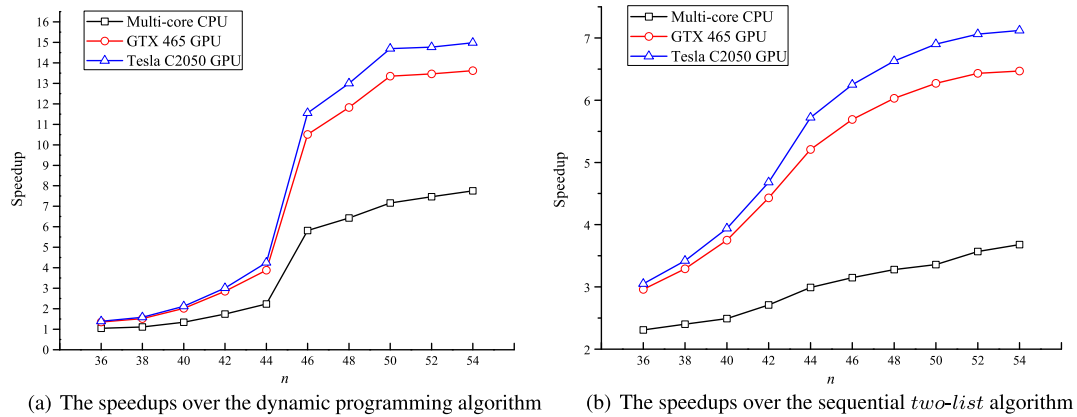 Multi-core CPU
GTX 465 GPU
Tesla C2050 GPU
Speedup
16
15
14
13
12
11
10
9
8
7
6
5
4
3
2
1
0
36 38 40 42 44 46 48 50 52 54
n
(a) The speedups over the dynamic programming algorithm
Multi-core CPU
GTX 465 GPU
Tesla C2050 GPU
Speedup
7
6
5
4
3
2
36 38 40 42 44 46 48 50 52 54
n
(b) The speedups over the sequential two-list algorithm